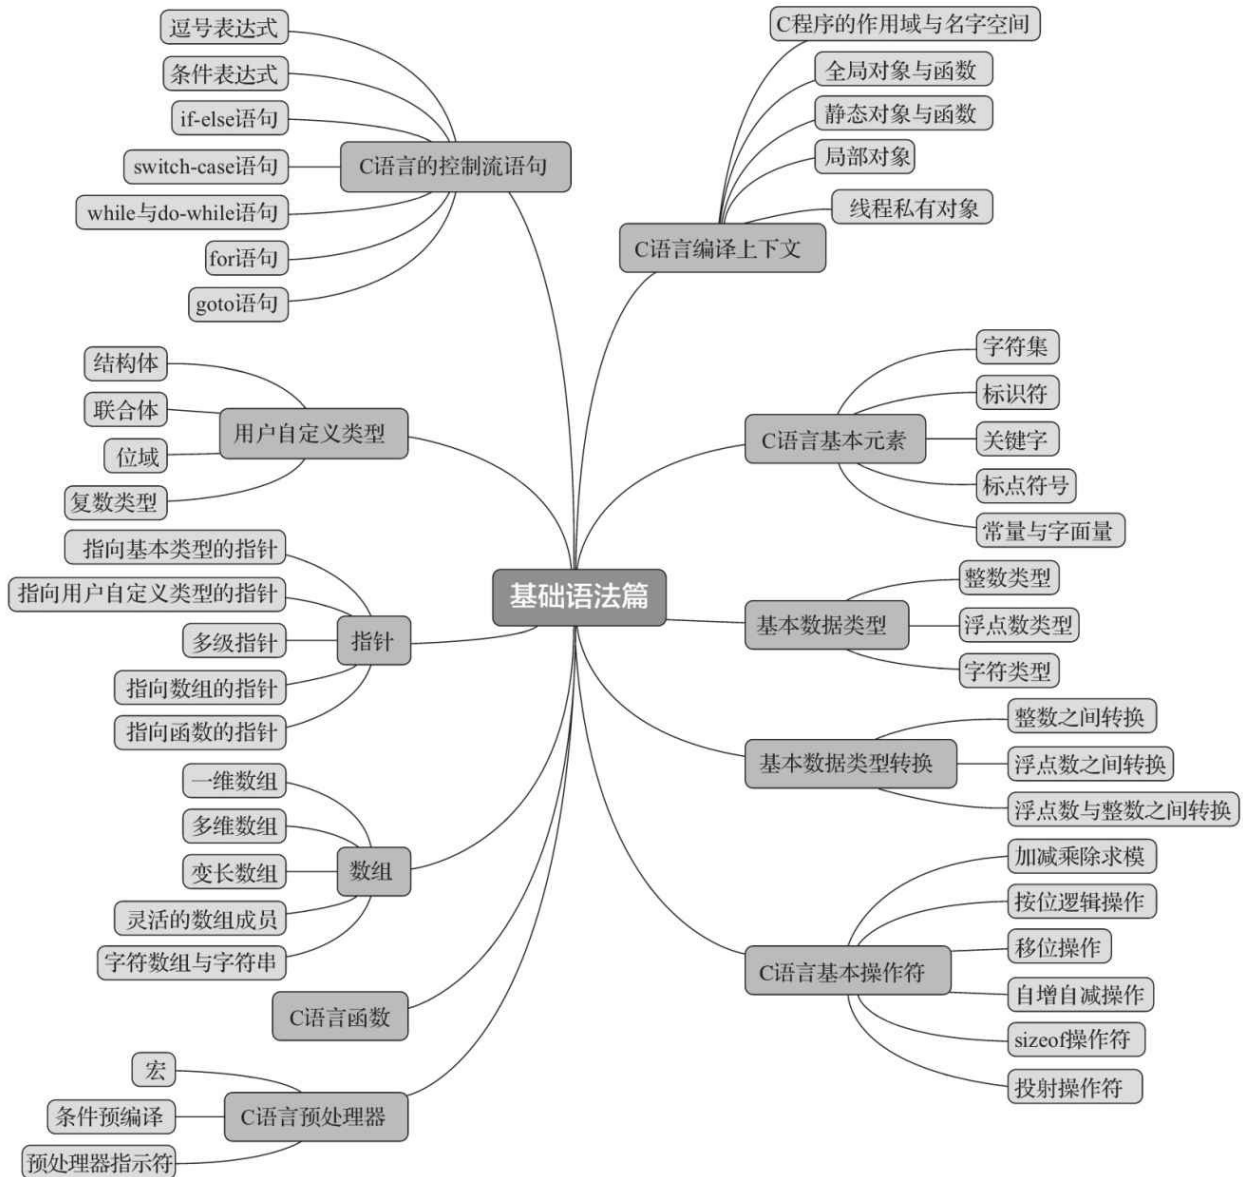 逗号表达式
条件表达式
if-else语句
switch-case语句
while与do-while语句
for语句
goto语句
C语言的控制流语句
C程序的作用域与名字空间
全局对象与函数
静态对象与函数
局部对象
线程私有对象
C语言编译上下文
结构体
联合体
位域
复数类型
用户自定义类型
字符集
标识符
关键字
标点符号
常量与字面量
C语言基本元素
指向基本类型的指针
指向用户自定义类型的指针
多级指针
指向数组的指针
指向函数的指针
指针
基础语法篇
整数类型
浮点数类型
字符类型
基本数据类型
整数之间转换
浮点数之间转换
浮点数与整数之间转换
基本数据类型转换
一维数组
多维数组
变长数组
灵活的数组成员
字符数组与字符串
数组
加减乘除求模
按位逻辑操作
移位操作
自增自减操作
sizeof操作符
投射操作符
C语言基本操作符
C语言函数
宏
条件预编译
预处理器指示符
C语言预处理器